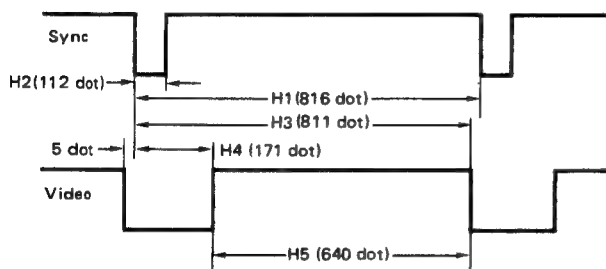 Sync
H2(112 dot)
H1(816 dot)
H3(811 dot)
5 dot
H4 (171 dot)
Video
H5 (640 dot)